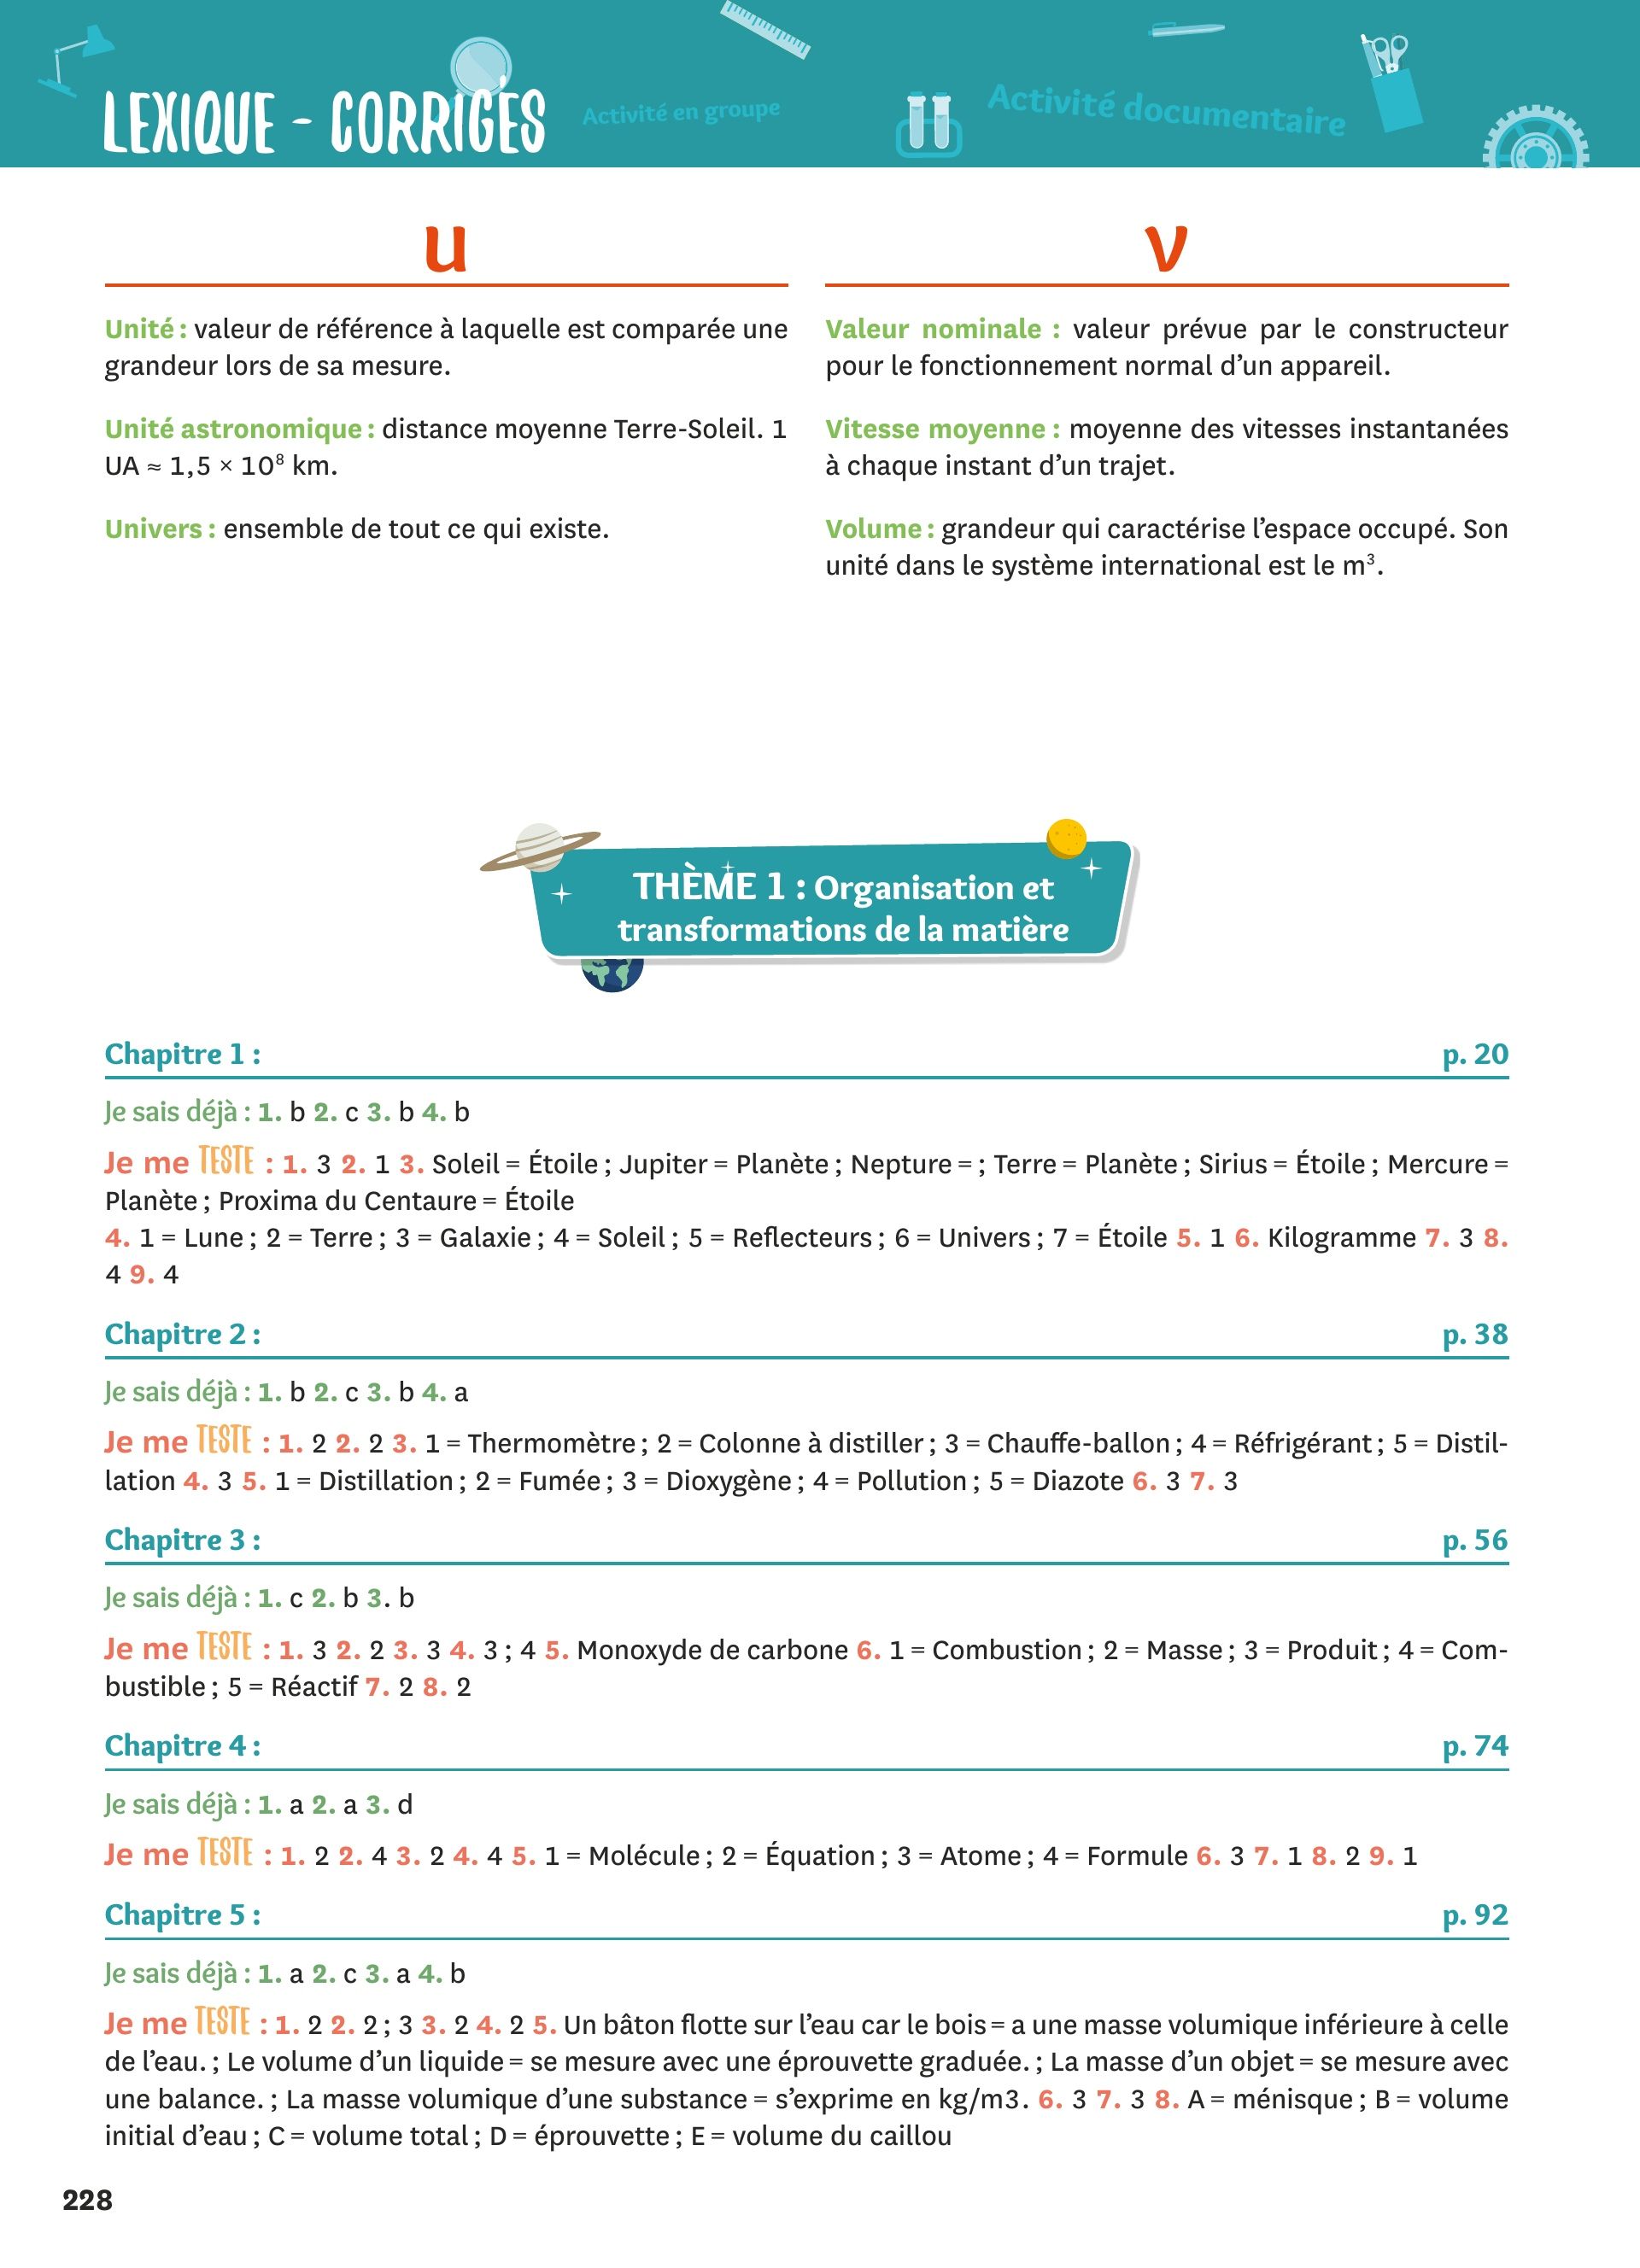 LEXIQUE - CORRIGÉS
Activité en groupe
Activité documentaire
u
Unité : valeur de référence à laquelle est comparée une
grandeur lors de sa mesure.
Unité astronomique : distance moyenne Terre-Soleil. 1
UA ≈ 1,5 × 10⁸ km.
Univers : ensemble de tout ce qui existe.
v
Valeur nominale : valeur prévue par le constructeur
pour le fonctionnement normal d’un appareil.
Vitesse moyenne : moyenne des vitesses instantanées
à chaque instant d’un trajet.
Volume : grandeur qui caractérise l’espace occupé. Son
unité dans le système international est le m³.
THÈME 1 : Organisation et
transformations de la matière
Chapitre 1 : p. 20
Je sais déjà : 1. b 2. c 3. b 4. b
Je me TESTE : 1. 3 2. 1 3. Soleil = Étoile ; Jupiter = Planète ; Nepture = ; Terre = Planète ; Sirius = Étoile ; Mercure =
Planète ; Proxima du Centaure = Étoile
4. 1 = Lune ; 2 = Terre ; 3 = Galaxie ; 4 = Soleil ; 5 = Reflecteurs ; 6 = Univers ; 7 = Étoile 5. 1 6. Kilogramme 7. 3 8.
4 9. 4
Chapitre 2 : p. 38
Je sais déjà : 1. b 2. c 3. b 4. a
Je me TESTE : 1. 2 2. 2 3. 1 = Thermomètre ; 2 = Colonne à distiller ; 3 = Chauffe-ballon ; 4 = Réfrigérant ; 5 = Distil-
lation 4. 3 5. 1 = Distillation ; 2 = Fumée ; 3 = Dioxygène ; 4 = Pollution ; 5 = Diazote 6. 3 7. 3
Chapitre 3 : p. 56
Je sais déjà : 1. c 2. b 3. b
Je me TESTE : 1. 3 2. 2 3. 3 4. 3 ; 4 5. Monoxyde de carbone 6. 1 = Combustion ; 2 = Masse ; 3 = Produit ; 4 = Com-
bustible ; 5 = Réactif 7. 2 8. 2
Chapitre 4 : p. 74
Je sais déjà : 1. a 2. a 3. d
Je me TESTE : 1. 2 2. 4 3. 2 4. 4 5. 1 = Molécule ; 2 = Équation ; 3 = Atome ; 4 = Formule 6. 3 7. 1 8. 2 9. 1
Chapitre 5 : p. 92
Je sais déjà : 1. a 2. c 3. a 4. b
Je me TESTE : 1. 2 2. 2 ; 3 3. 2 4. 2 5. Un bâton flotte sur l’eau car le bois = a une masse volumique inférieure à celle
de l’eau. ; Le volume d’un liquide = se mesure avec une éprouvette graduée. ; La masse d’un objet = se mesure avec
une balance. ; La masse volumique d’une substance = s’exprime en kg/m3. 6. 3 7. 3 8. A = ménisque ; B = volume
initial d’eau ; C = volume total ; D = éprouvette ; E = volume du caillou
228